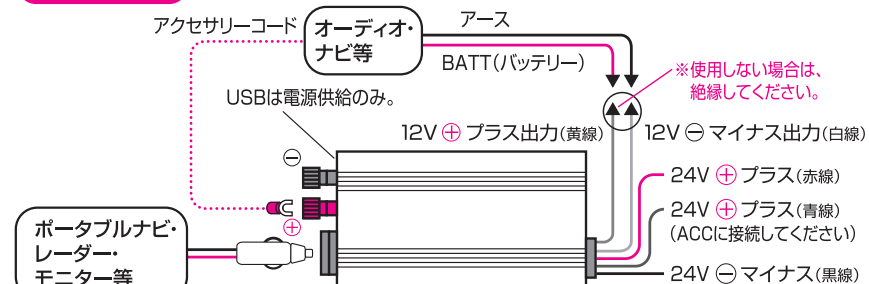 アクセサリーコード
オーディオ・
ナビ等
アース
BATT(バッテリー)
※使用しない場合は、
絶縁してください。
USBは電源供給のみ。
12V ⊕ プラス出力(黄線)
12V ⊖ マイナス出力(白線)
⊖
⊕
24V ⊕ プラス(赤線)
24V ⊕ プラス(青線)
(ACCに接続してください)
24V ⊖ マイナス(黒線)
ポータブルナビ・
レーダー・
モニター等